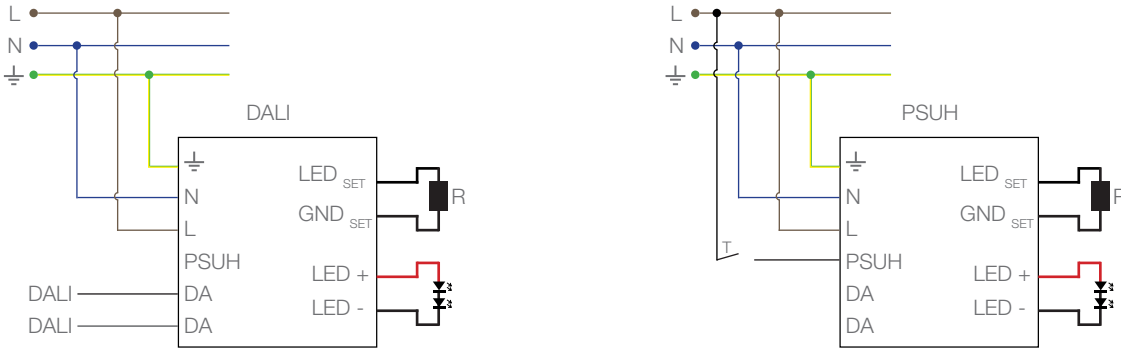 L
N
DALI
LED SET
N
GND SET
R
L
PSUH
LED +
DALI
DA
LED -
DALI
DA
L
N
PSUH
LED SET
N
GND SET
R
L
T
PSUH
LED +
DA
LED -
DA